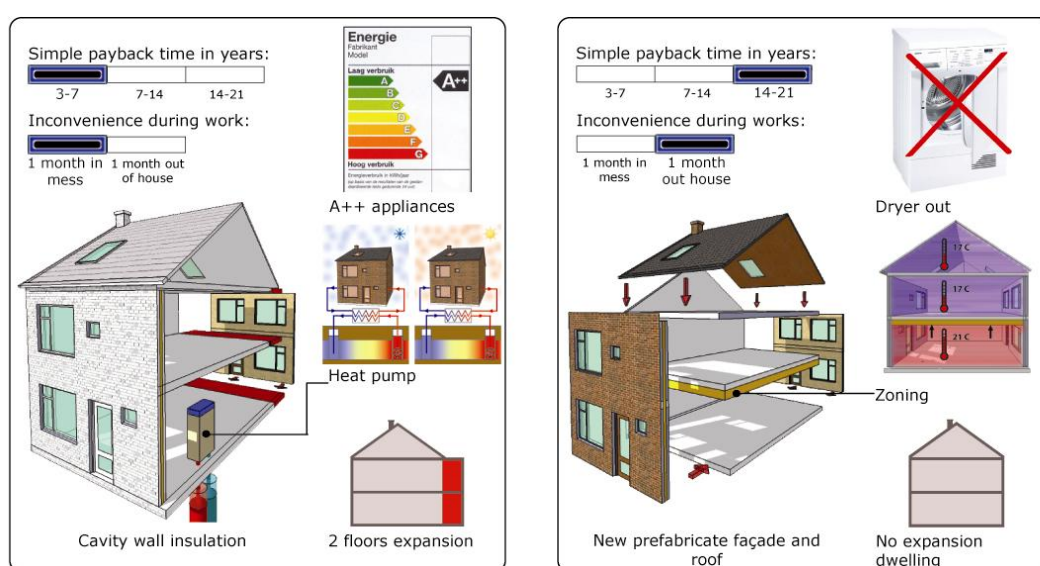 Simple payback time in years:
3-7
7-14
14-21
Inconvenience during work:
1 month in
mess
1 month out
of house
Energie
Fabrikant
Model
Laag verbruik
A
B
C
D
E
F
G
A++
Hoog verbruik
A++ appliances
Heat pump
Cavity wall insulation
2 floors expansion
Simple payback time in years:
3-7
7-14
14-21
Inconvenience during works:
1 month in
mess
1 month
out house
Dryer out
17 C
17 C
21 C
Zoning
New prefabricate façade and
roof
No expansion
dwelling